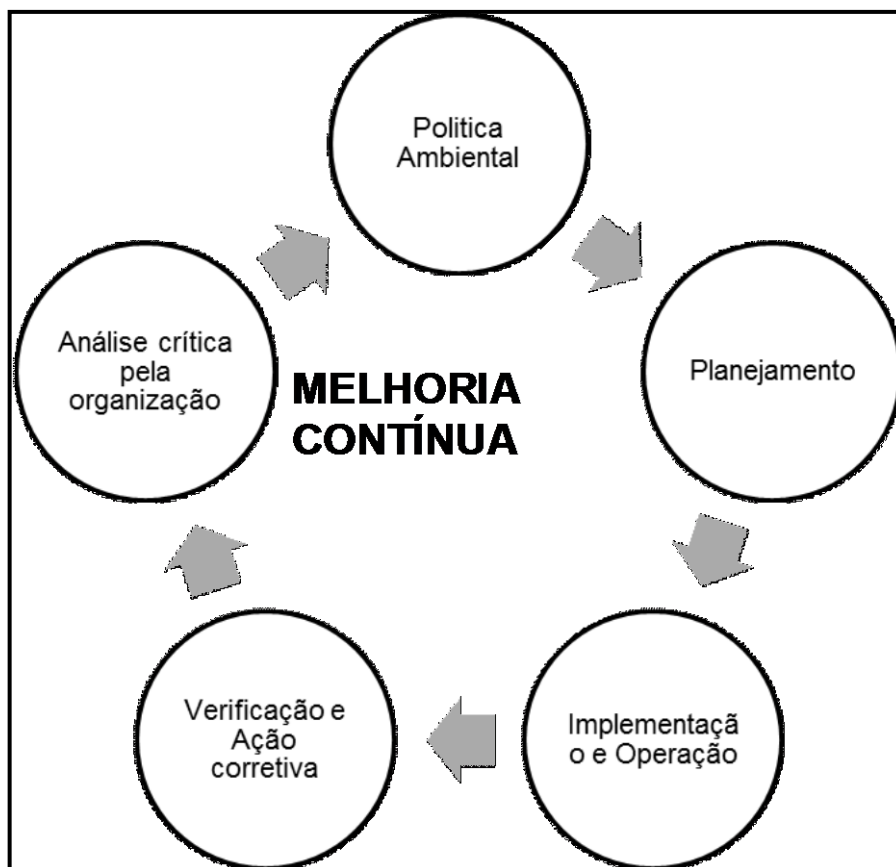 Politica
Ambiental
Planejamento
Implementaçã
o e Operação
Verificação e
Ação
corretiva
Análise crítica
pela
organização
MELHORIA
CONTÍNUA